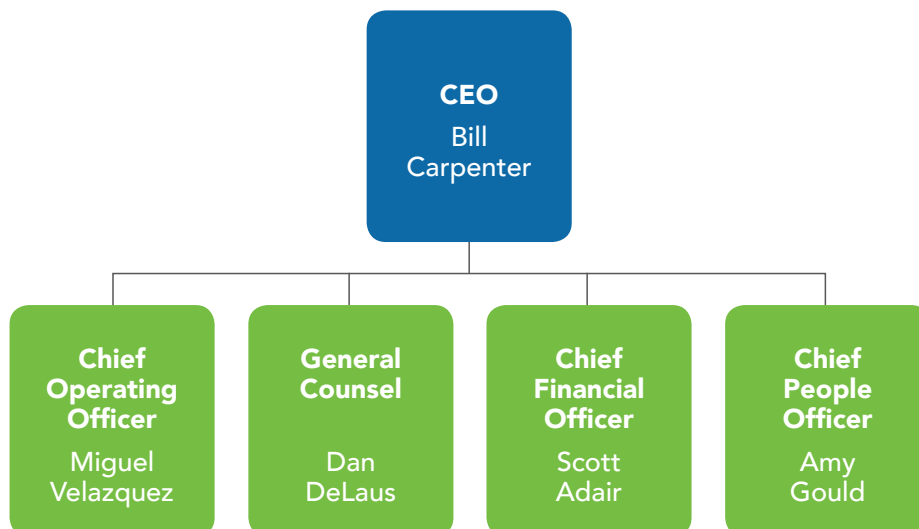 CEO
Bill
Carpenter
Chief
Operating
Officer
Miguel
Velazquez
General
Counsel
Dan
DeLaus
Chief
Financial
Officer
Scott
Adair
Chief
People
Officer
Amy
Gould